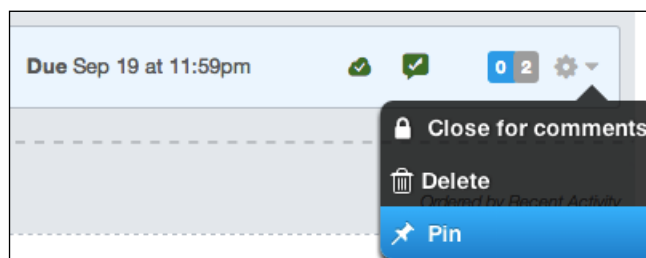 Due Sep 19 at 11:59pm 0 2
Close for comments
Delete
Ordered by Recent Activity
Pin